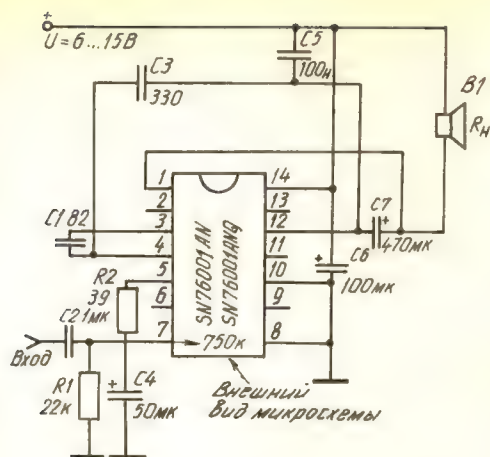 +
U=6...15В
C3
330
C5
100н
B1
Rн
1
2
3
4
5
6
7
14
13
12
11
10
9
8
SN76001AN
SN76001ANQ
C1 82
R2
39
C2 1мк
Вход
R1
22к
+
C4
50мк
750к
C7
+
470мк
+
C6
100мк
Внешний
вид микросхемы